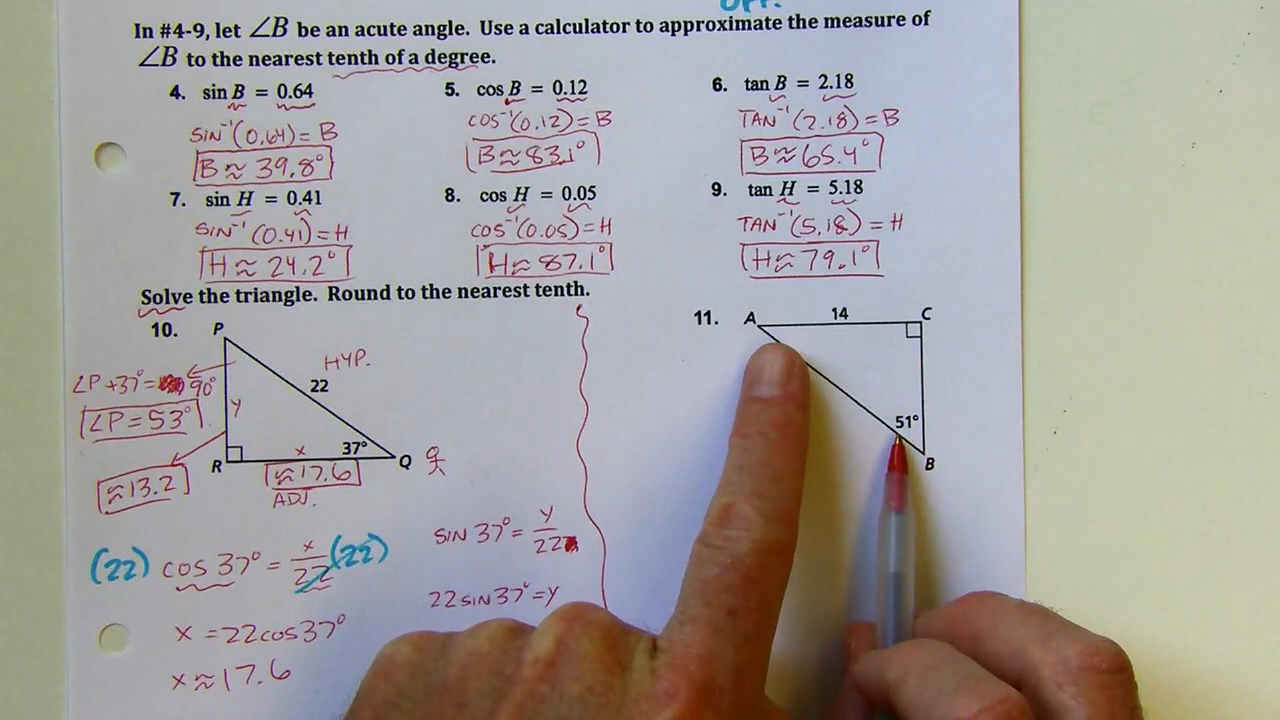 OFF.
In #4-9, let ∠B be an acute angle. Use a calculator to approximate the measure of
∠B to the nearest tenth of a degree.
4. sin B = 0.64
5. cos B = 0.12
6. tan B = 2.18
SIN⁻¹(0.64)=B
COS⁻¹(0.12)=B
TAN⁻¹(2.18)=B
B≈39.8°
B≈83.1°
B≈65.4°
7. sin H = 0.41
8. cos H = 0.05
9. tan H = 5.18
SIN⁻¹(0.41)=H
COS⁻¹(0.05)=H
TAN⁻¹(5.18)=H
H≈24.2°
H≈87.1°
H≈79.1°
Solve the triangle. Round to the nearest tenth.
10.
P
HYP.
22
∠P+37°= 90°
∠P=53°
y
x
37°
R
Q
≈17.6
ADJ.
≈13.2
(22) cos 37° = x/22 (22)
x=22cos37°
x≈17.6
SIN 37° = y/22
22sin37°=y
11.
A
14
C
51°
B